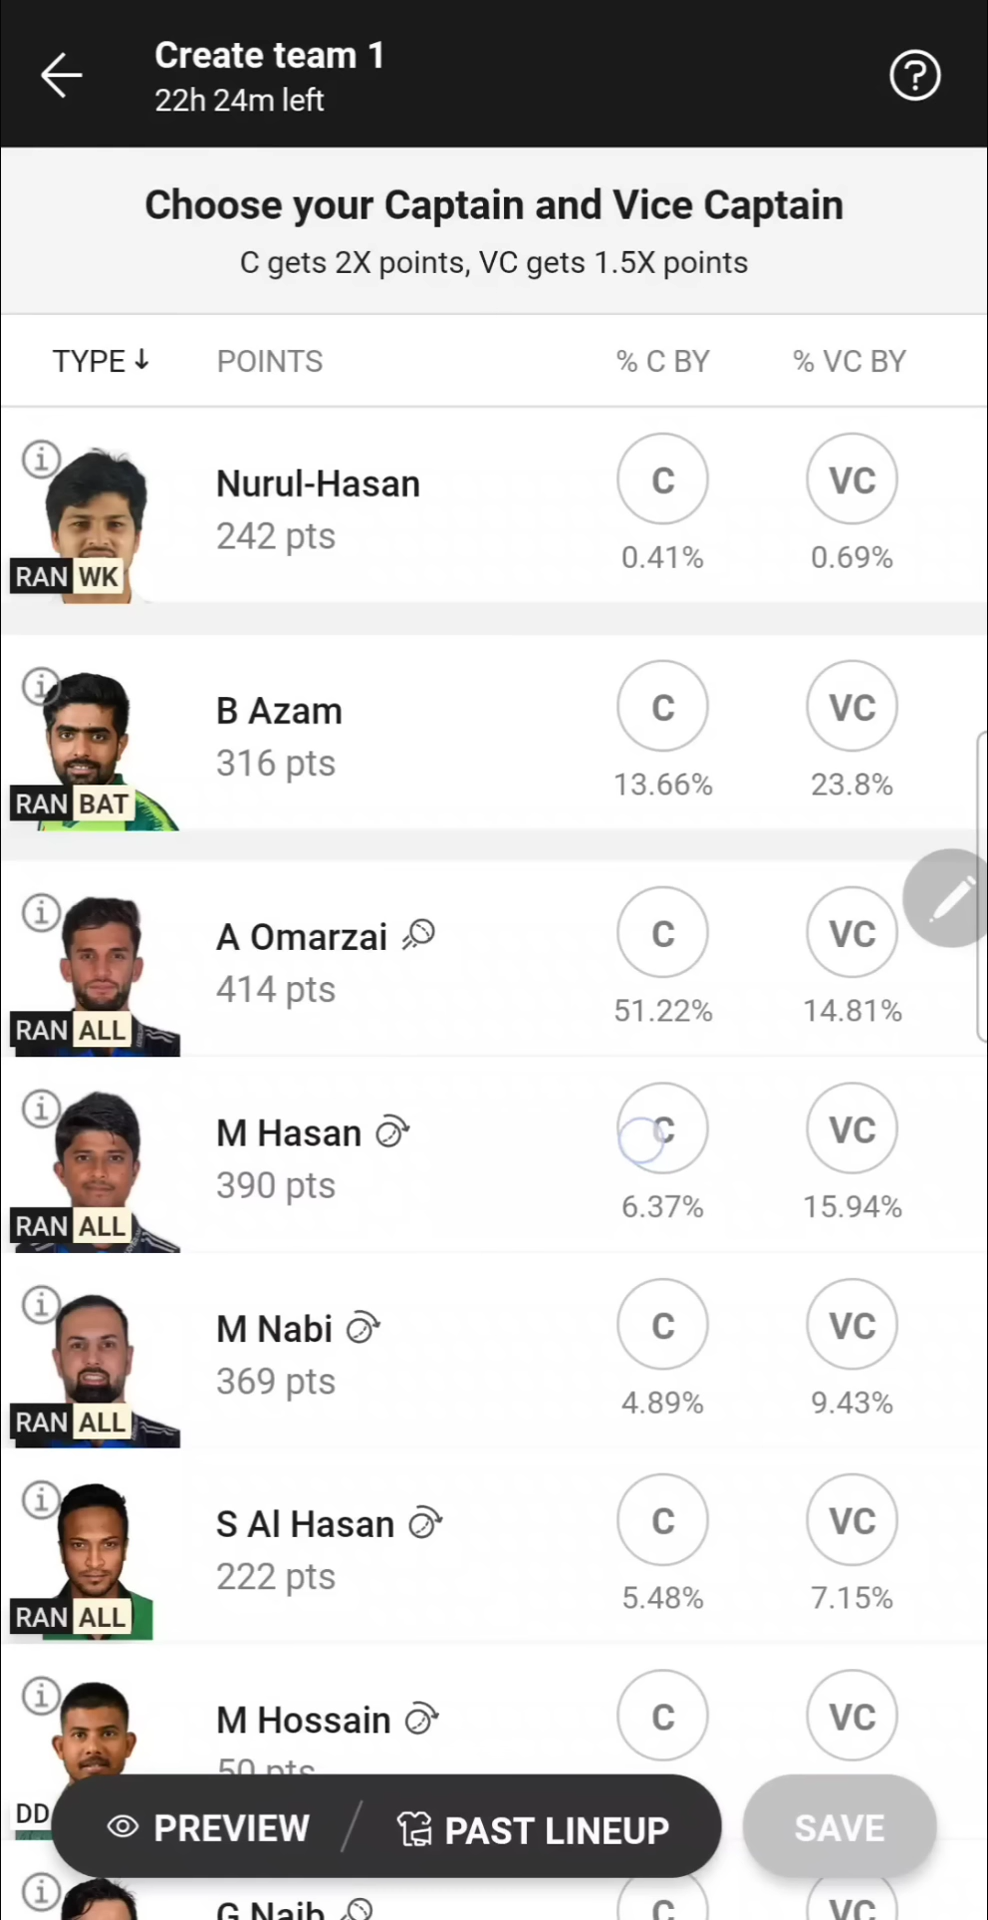 Create team 1
22h 24m left
Choose your Captain and Vice Captain
C gets 2X points, VC gets 1.5X points
TYPE↓ POINTS % C BY % VC BY
Nurul-Hasan C VC
242 pts 0.41% 0.69%
RAN WK
B Azam C VC
316 pts 13.66% 23.8%
RAN BAT
A Omarzai C VC
414 pts 51.22% 14.81%
RAN ALL
M Hasan C VC
390 pts 6.37% 15.94%
RAN ALL
M Nabi C VC
369 pts 4.89% 9.43%
RAN ALL
S Al Hasan C VC
222 pts 5.48% 7.15%
RAN ALL
M Hossain C VC
50 pts
DD
PREVIEW / PAST LINEUP SAVE
G Naib C VC